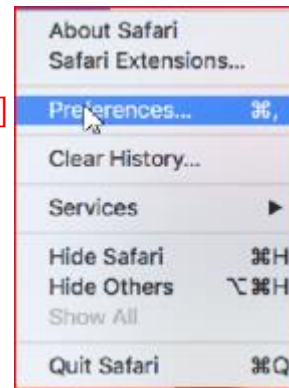 About Safari
Safari Extensions...
Preferences... ⌘,
Clear History...
Services ▶
Hide Safari ⌘H
Hide Others ⌥⌘H
Show All
Quit Safari ⌘Q